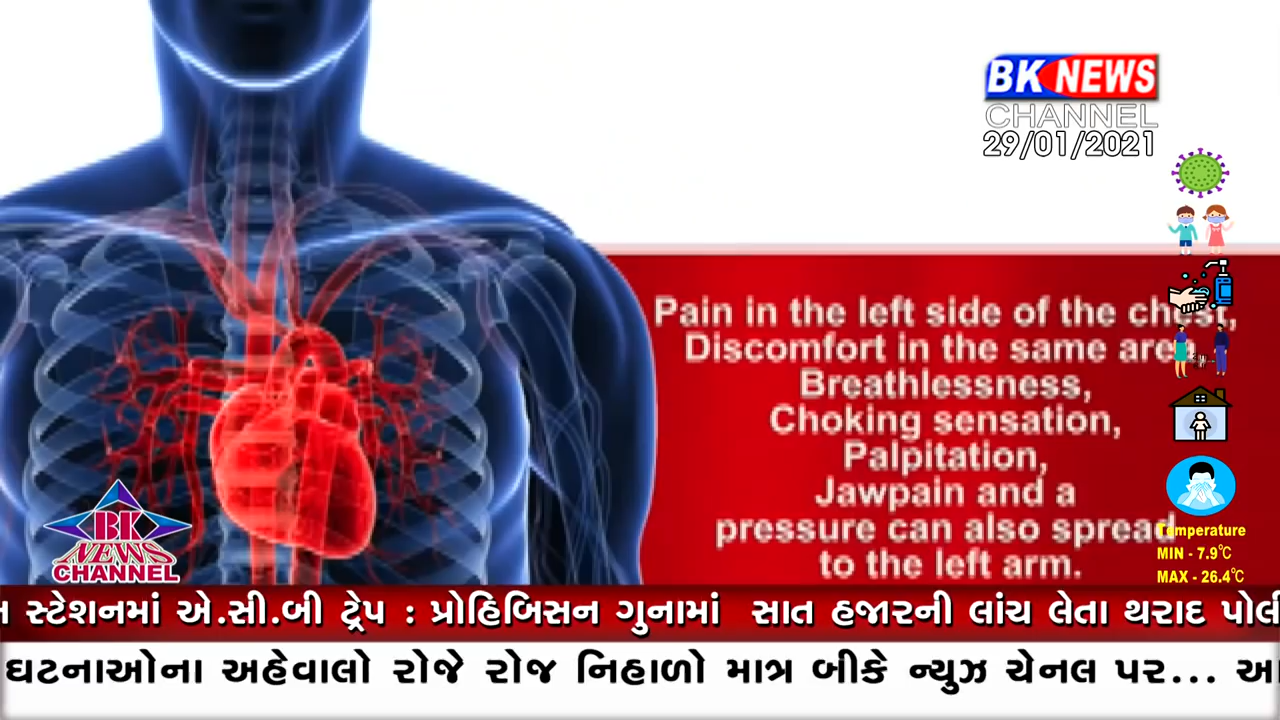 BK NEWS
CHANNEL
29/01/2021
Pain in the left side of the chest,
Discomfort in the same area,
Breathlessness,
Choking sensation,
Palpitation,
Jawpain and a
pressure can also spread
to the left arm.
Temperature
MIN - 7.9℃
MAX - 26.4℃
BK
NEWS
CHANNEL
સ્ટેશનમાં એ.સી.બી ટ્રેપ : પ્રોહિબિસન ગુનામાં સાત હજારની લાંચ લેતા થરાદ પોલી
ઘટનાઓના અહેવાલો રોજે રોજ નિહાળો માત્ર બીકે ન્યુઝ ચેનલ પર...